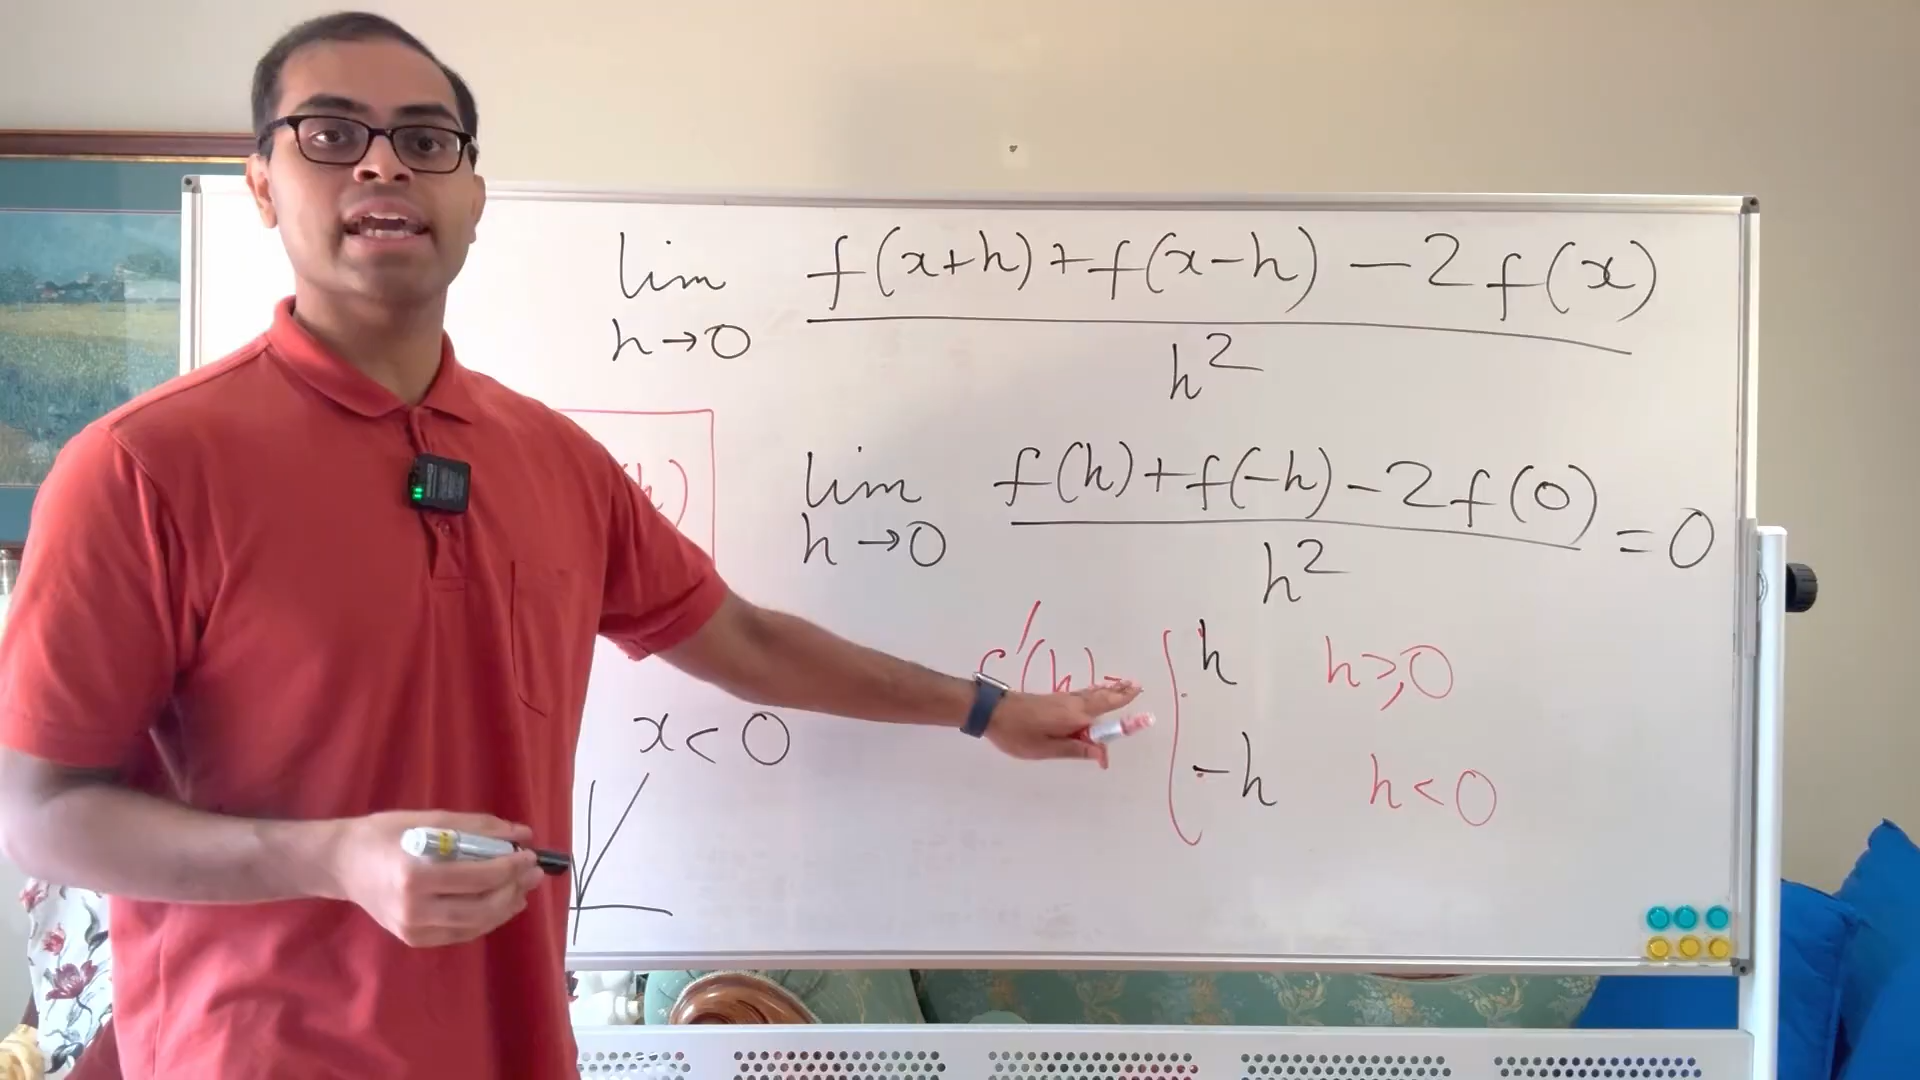 lim f(x+h)+f(x-h)-2f(x)
h→0 h²
lim f(h)+f(-h)-2f(0) = 0
h→0 h²
h)
f'(h)= { h h≥0
-h h<0
x<0